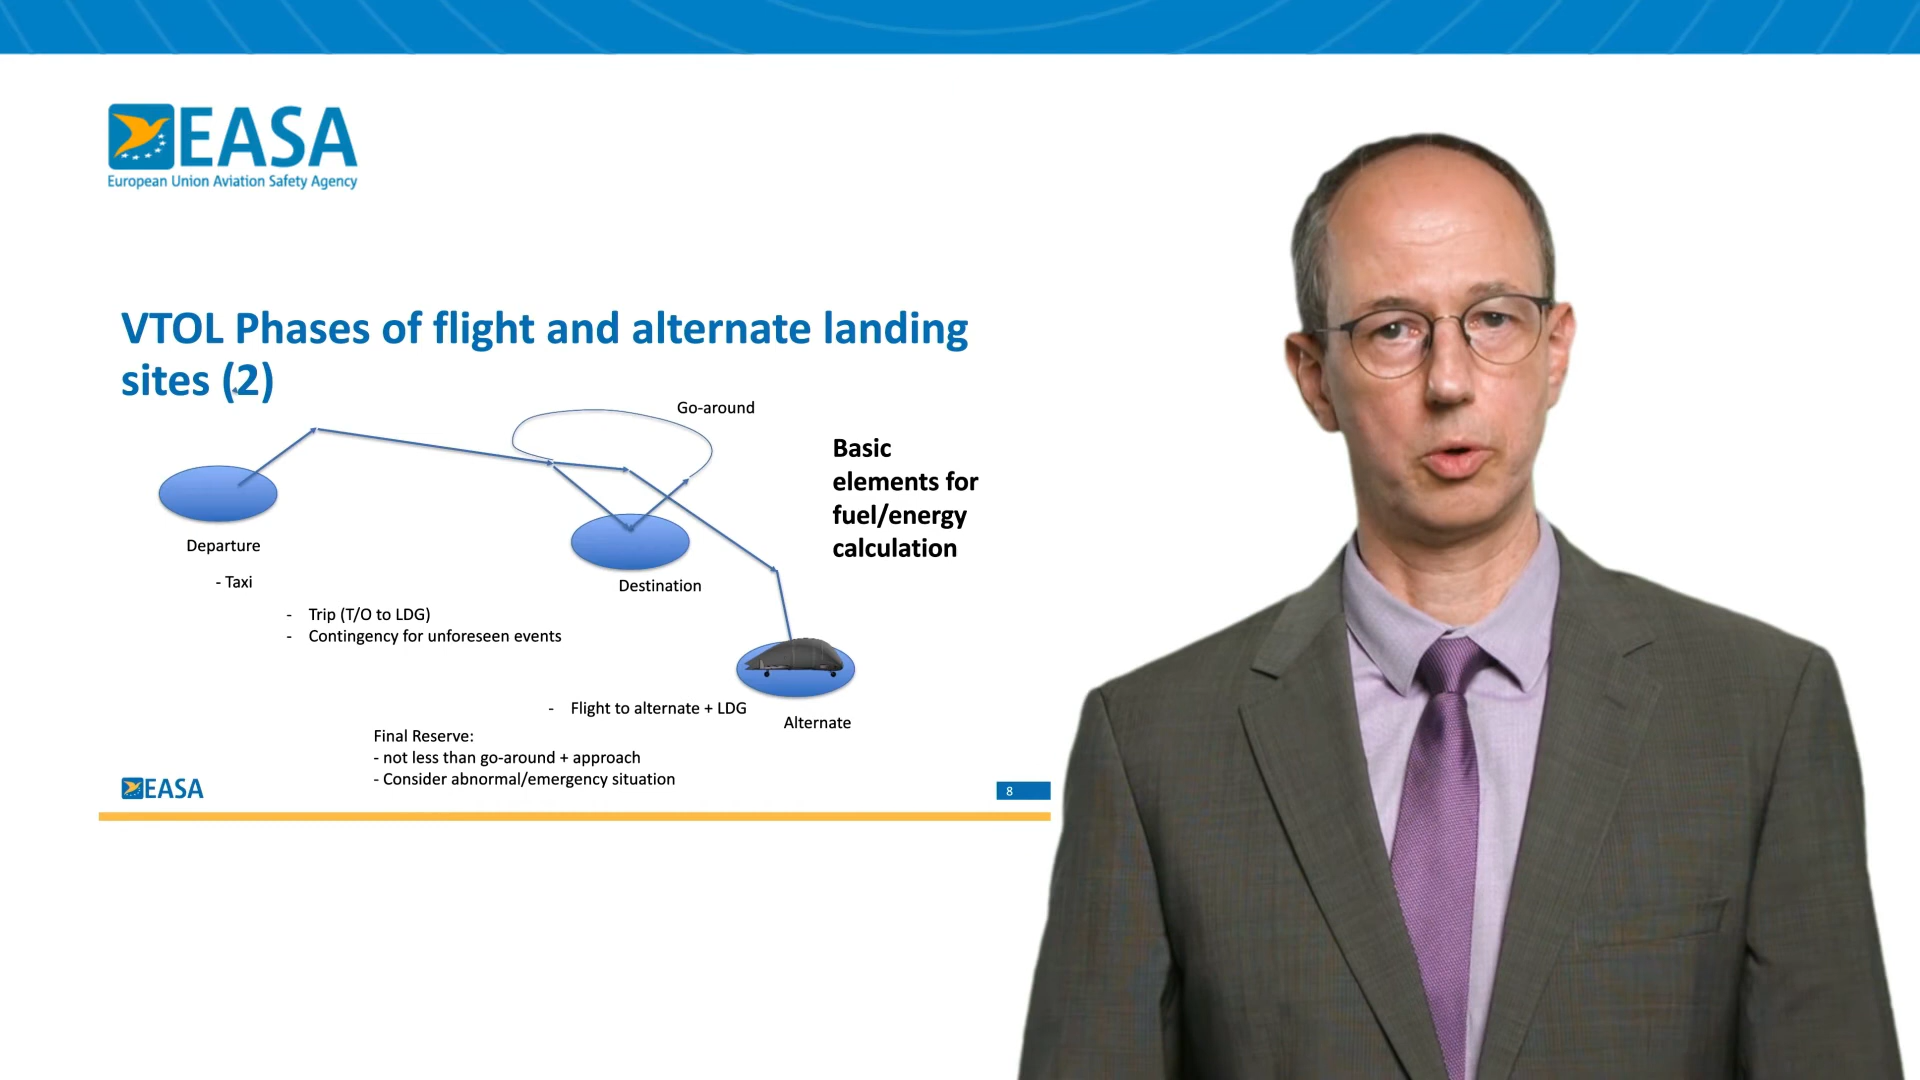 EASA
European Union Aviation Safety Agency
VTOL Phases of flight and alternate landing
sites (2)
Go-around
Basic
elements for
fuel/energy
calculation
Departure
- Taxi
Destination
- Trip (T/O to LDG)
- Contingency for unforeseen events
- Flight to alternate + LDG
Alternate
Final Reserve:
- not less than go-around + approach
- Consider abnormal/emergency situation
EASA
8